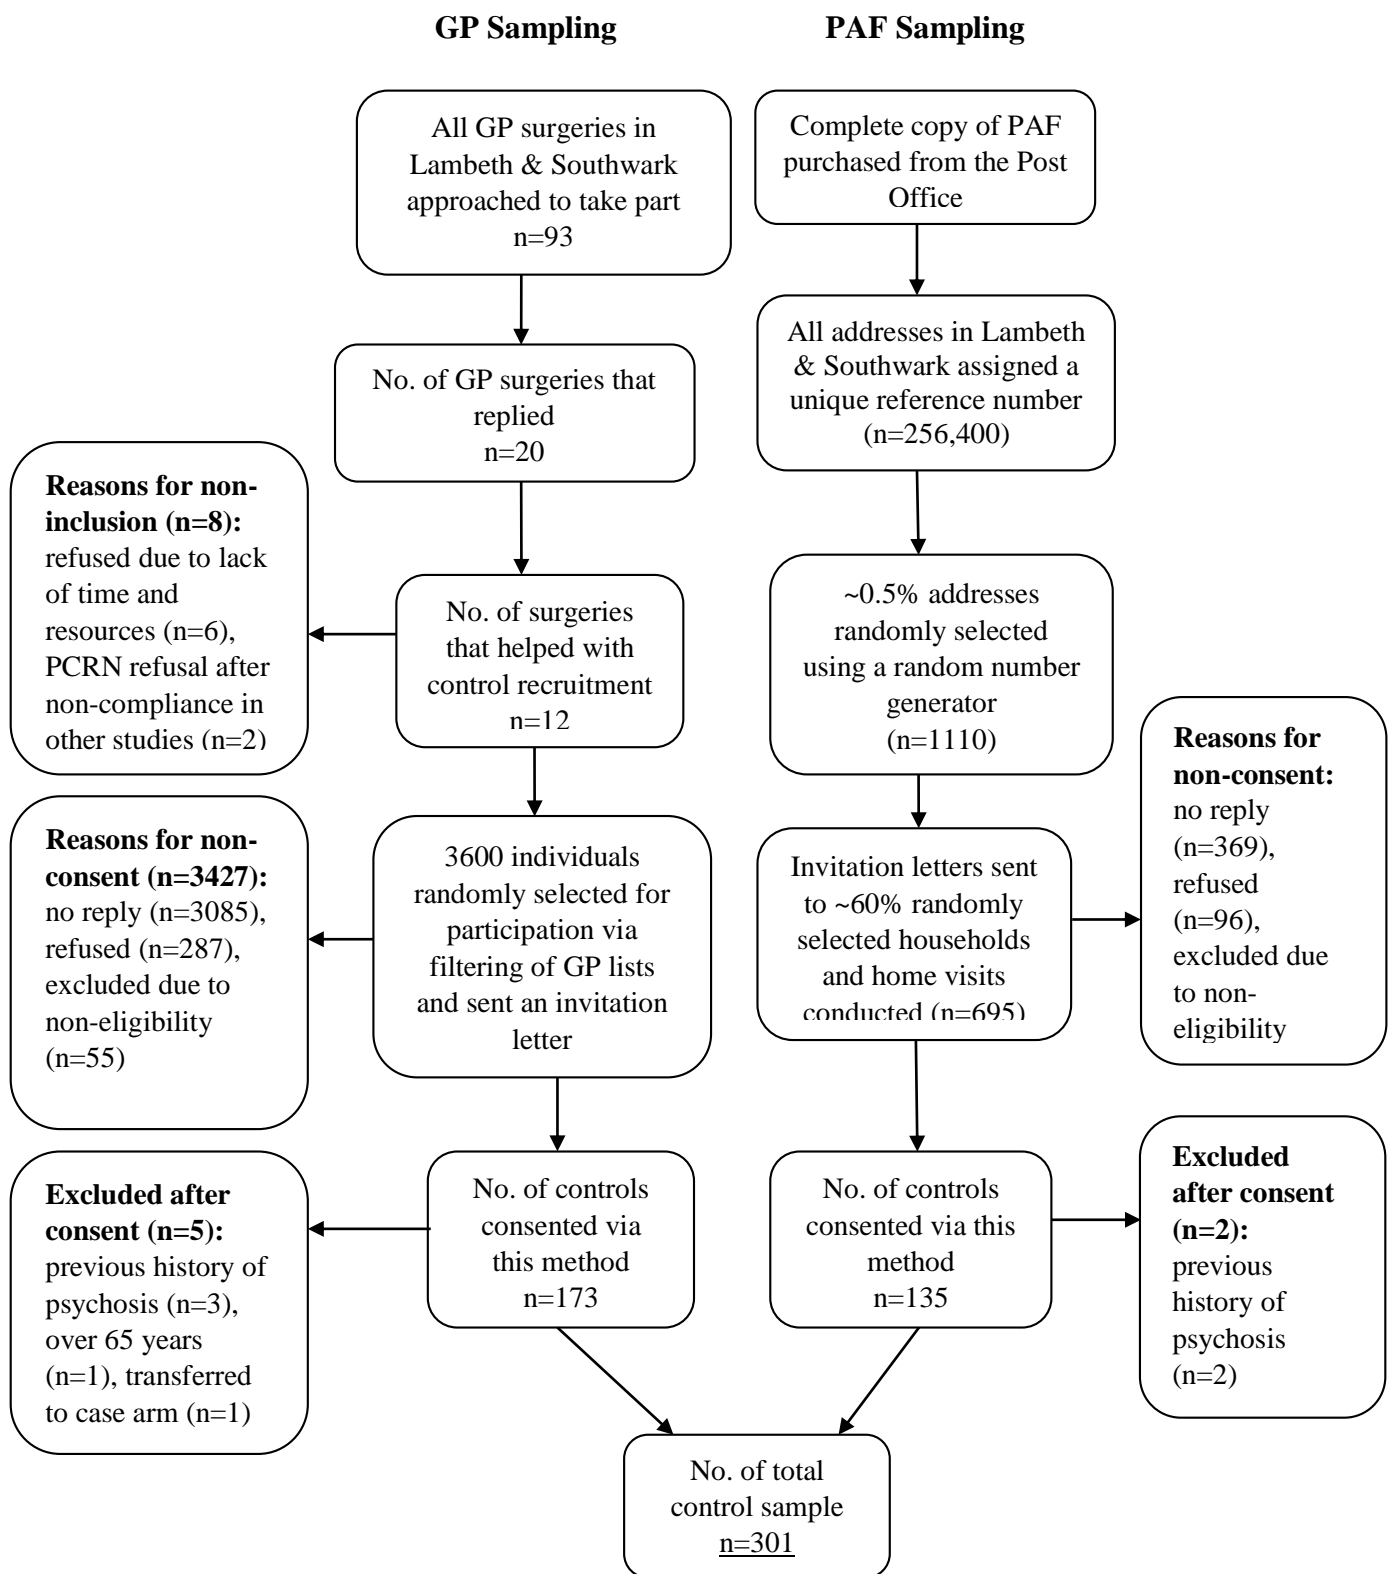 GP Sampling
PAF Sampling
All GP surgeries in
Lambeth & Southwark
approached to take part
n=93
Complete copy of PAF
purchased from the Post
Office
All addresses in Lambeth
& Southwark assigned a
unique reference number
(n=256,400)
No. of GP surgeries that
replied
n=20
Reasons for non-
inclusion (n=8):
refused due to lack
of time and
resources (n=6),
PCRN refusal after
non-compliance in
other studies (n=2)
No. of surgeries
that helped with
control recruitment
n=12
~0.5% addresses
randomly selected
using a random number
generator
(n=1110)
Reasons for
non-consent:
no reply
(n=369),
refused
(n=96),
excluded due
to non-
eligibility
Reasons for non-
consent (n=3427):
no reply (n=3085),
refused (n=287),
excluded due to
non-eligibility
(n=55)
3600 individuals
randomly selected for
participation via
filtering of GP lists
and sent an invitation
letter
Invitation letters sent
to ~60% randomly
selected households
and home visits
conducted (n=695)
Excluded after
consent (n=5):
previous history of
psychosis (n=3),
over 65 years
(n=1), transferred
to case arm (n=1)
No. of controls
consented via
this method
n=173
No. of controls
consented via this
method
n=135
Excluded
after consent
(n=2):
previous
history of
psychosis
(n=2)
No. of total
control sample
n=301